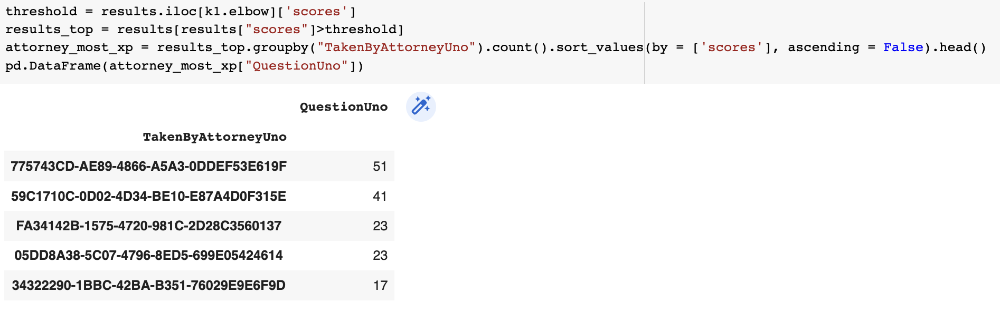 threshold = results.iloc[k1.elbow]['scores']
results_top = results[results["scores"]>threshold]
attorney_most_xp = results_top.groupby("TakenByAttorneyUno").count().sort_values(by = ['scores'], ascending = False).head()
pd.DataFrame(attorney_most_xp["QuestionUno"])
QuestionUno
TakenByAttorneyUno
775743CD-AE89-4866-A5A3-0DDEF53E619F 51
59C1710C-0D02-4D34-BE10-E87A4D0F315E 41
FA34142B-1575-4720-981C-2D28C3560137 23
05DD8A38-5C07-4796-8ED5-699E05424614 23
34322290-1BBC-42BA-B351-76029E9E6F9D 17